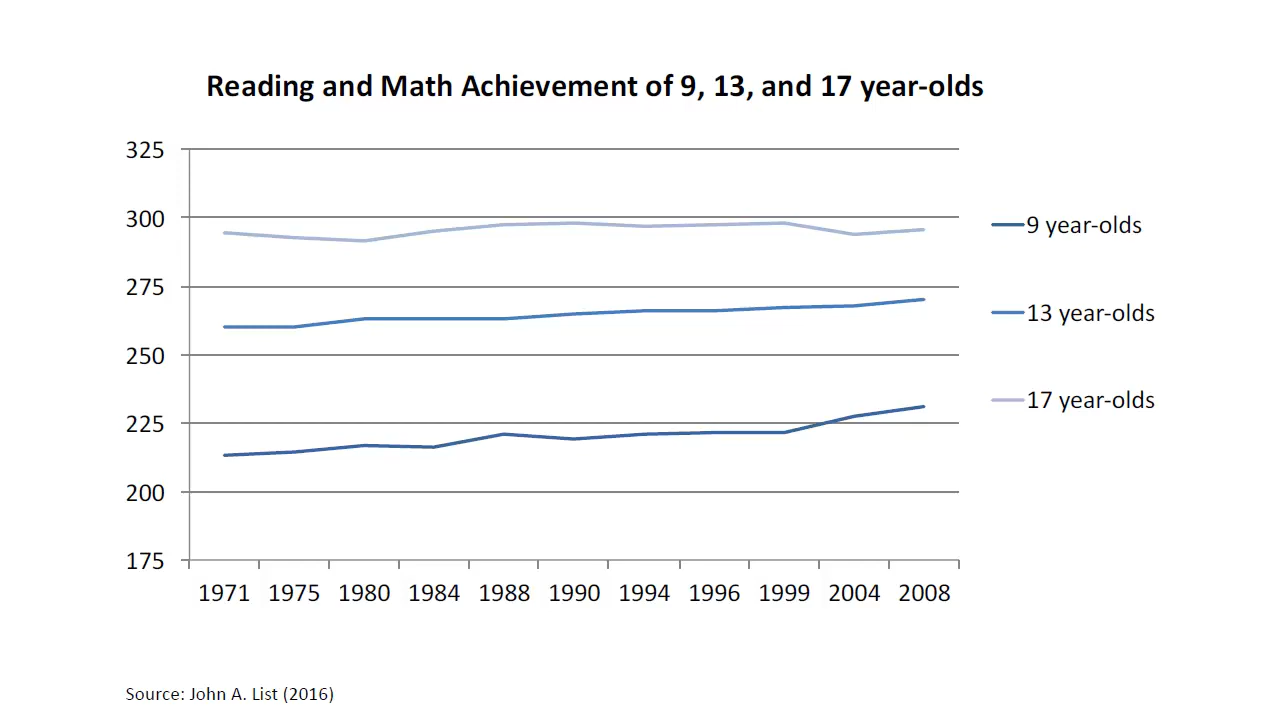 Reading and Math Achievement of 9, 13, and 17 year-olds
325
300
275
250
225
200
175
1971 1975 1980 1984 1988 1990 1994 1996 1999 2004 2008
9 year-olds
13 year-olds
17 year-olds
Source: John A. List (2016)